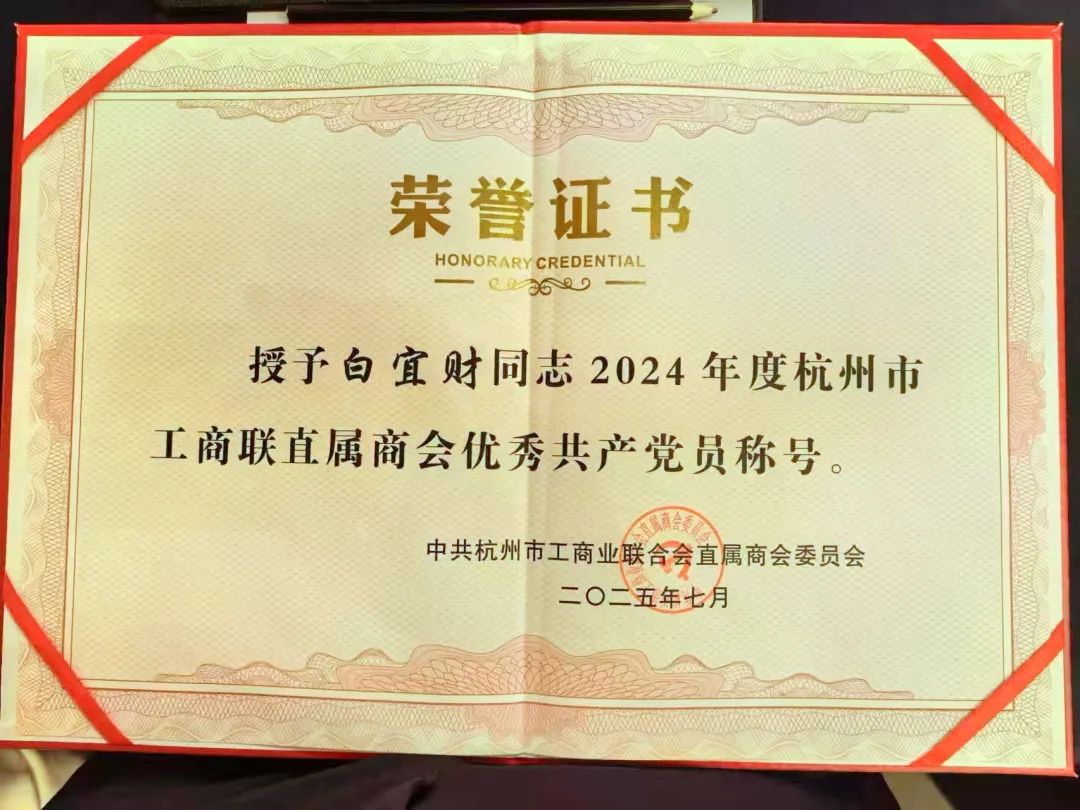 荣誉证书
HONORARY CREDENTIAL
授予白宜财同志2024年度杭州市
工商联直属商会优秀共产党员称号。
中共杭州市工商业联合会直属商会委员会
二〇二五年七月